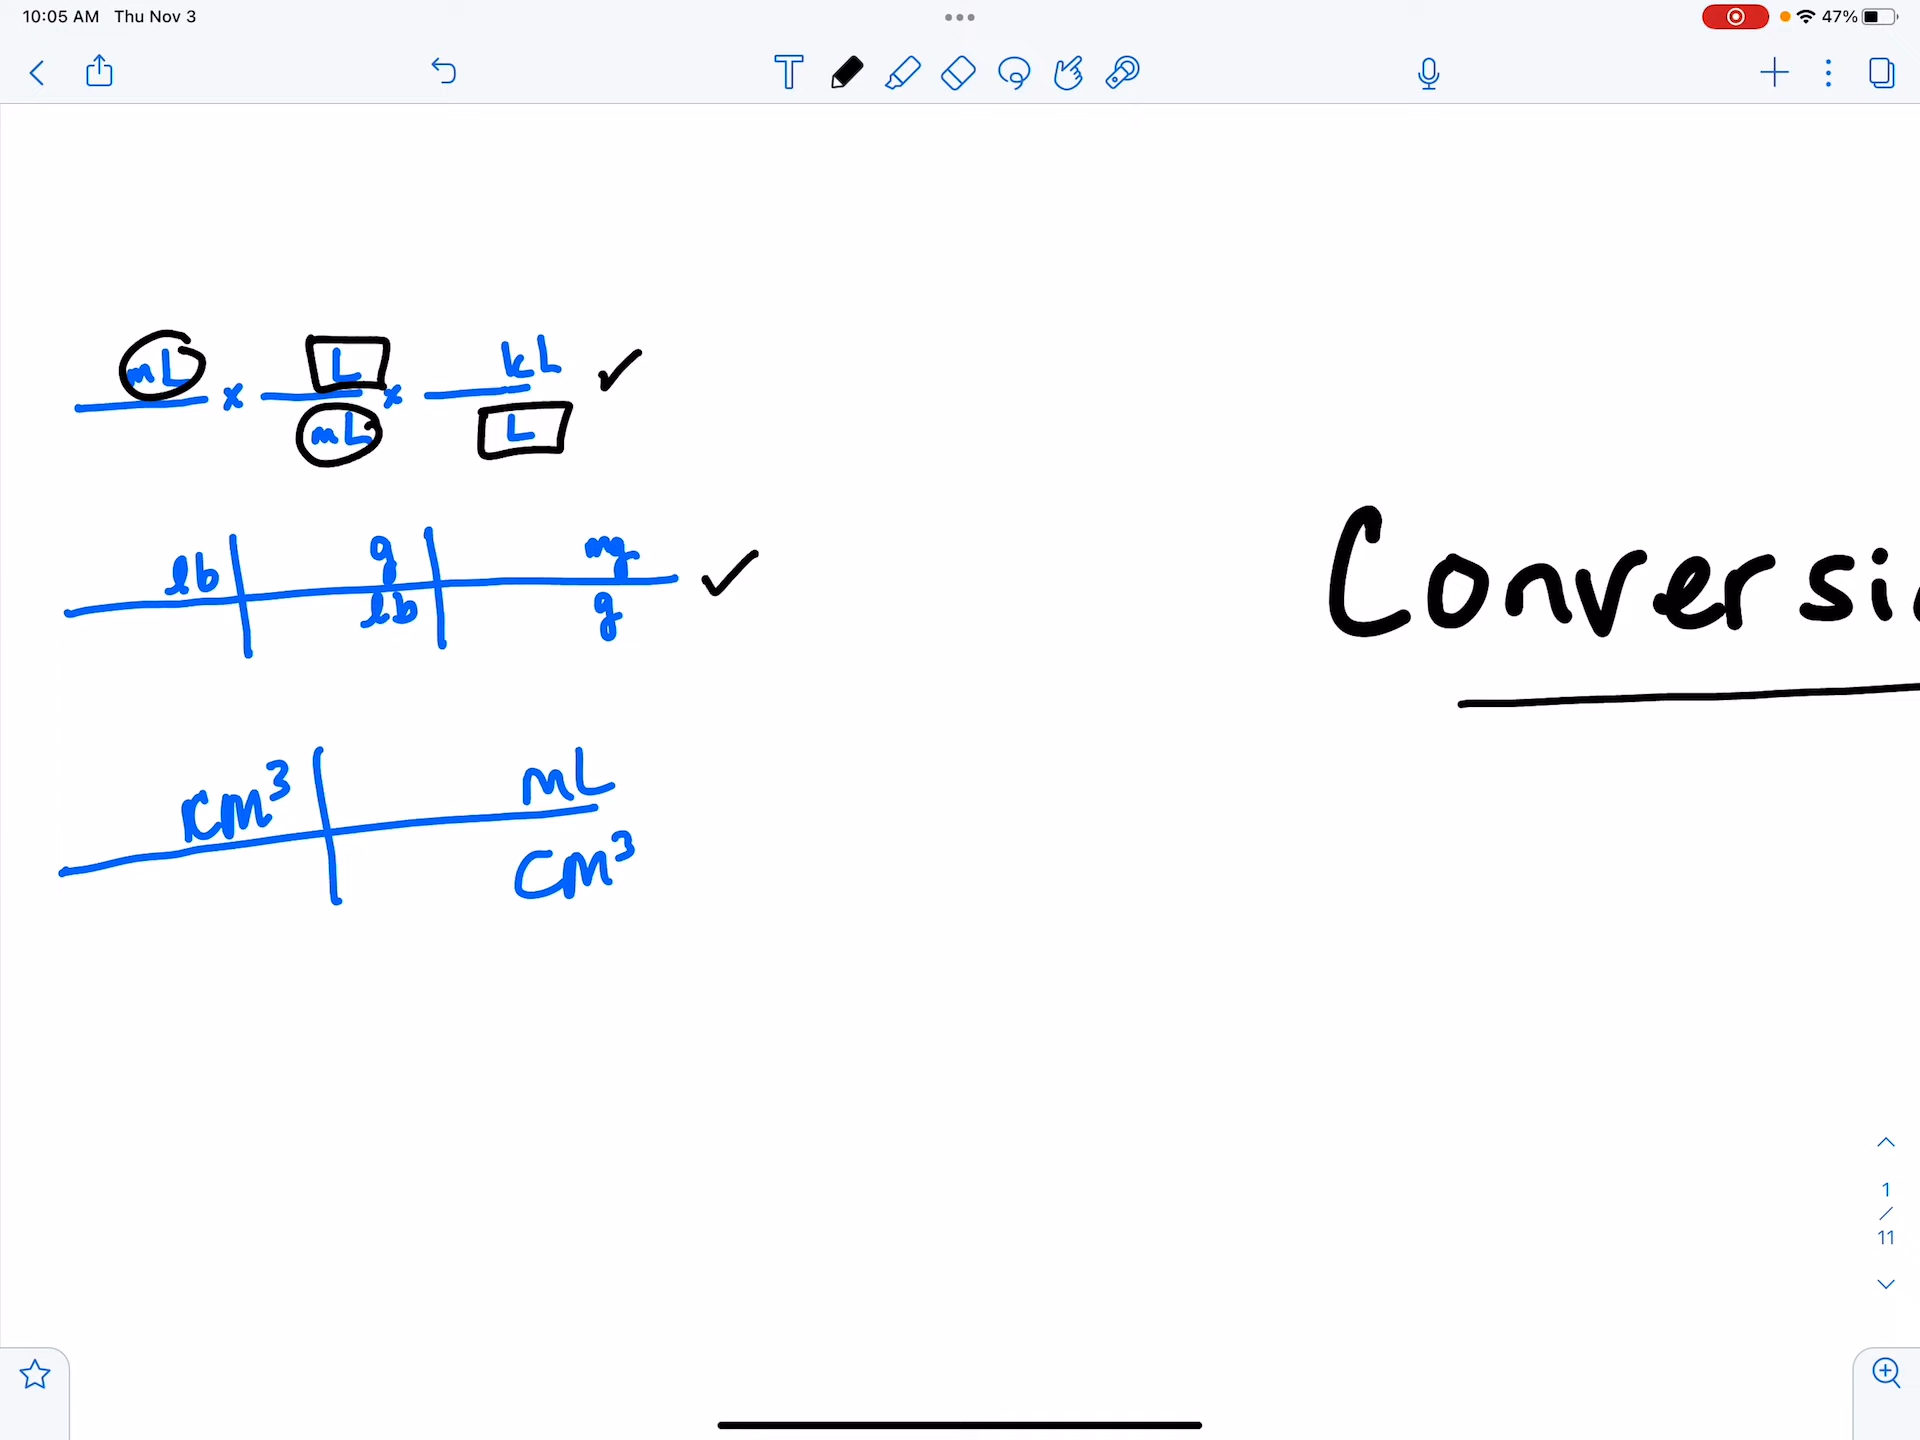 10:05 AM Thu Nov 3
47%
T
mL x L x kL
mL L
lb g mg
lb g
Conversi
cm³ mL
cm³
1
/
11